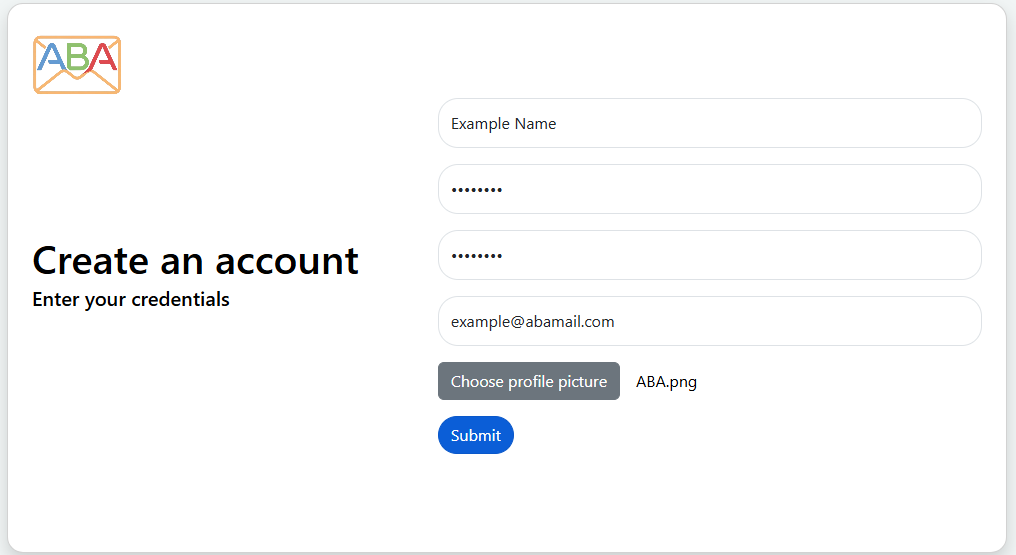 ABA
Create an account
Enter your credentials
Example Name
••••••••
••••••••
example@abamail.com
Choose profile picture ABA.png
Submit